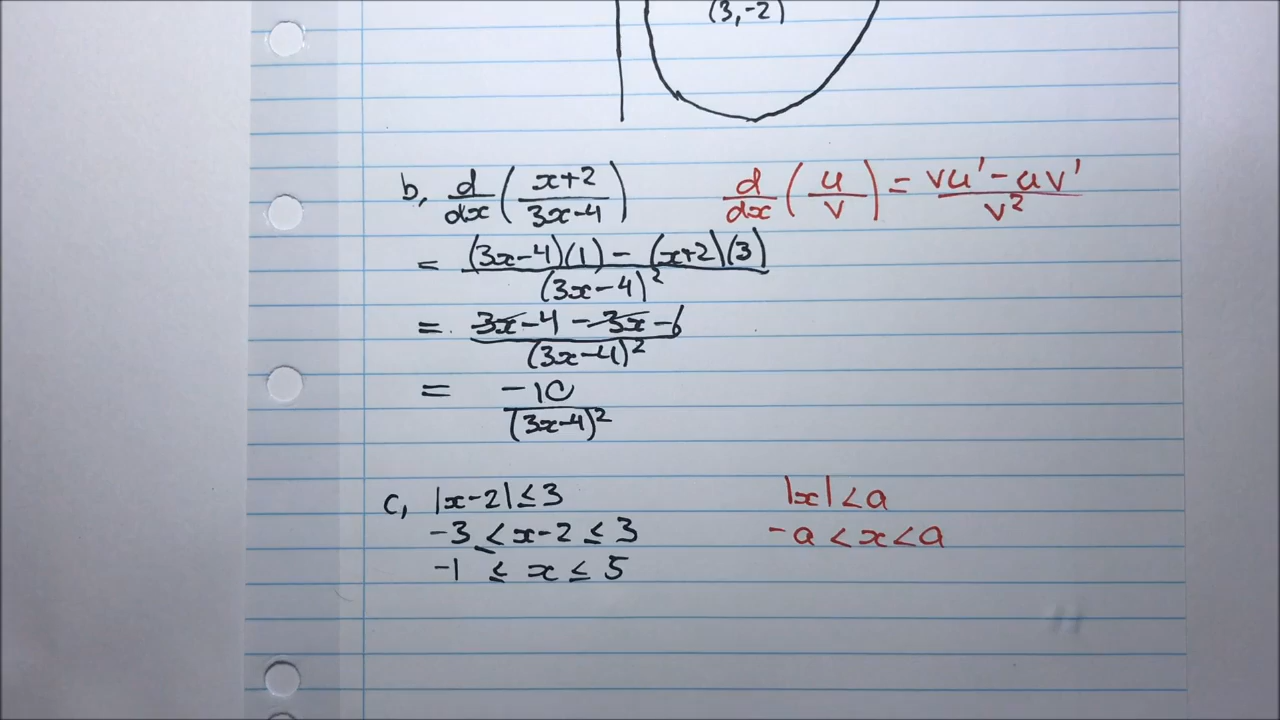 (3,-2)
b, d/dx ( x+2 / 3x-4 )
d/dx ( u / v ) = vu' - uv' / v²
= (3x-4)(1) - (x+2)(3) / (3x-4)²
= 3x-4 - 3x-6 / (3x-4)²
= -10 / (3x-4)²
c, |x-2| ≤ 3
|x| < a
-3 ≤ x-2 ≤ 3
-a < x < a
-1 ≤ x ≤ 5